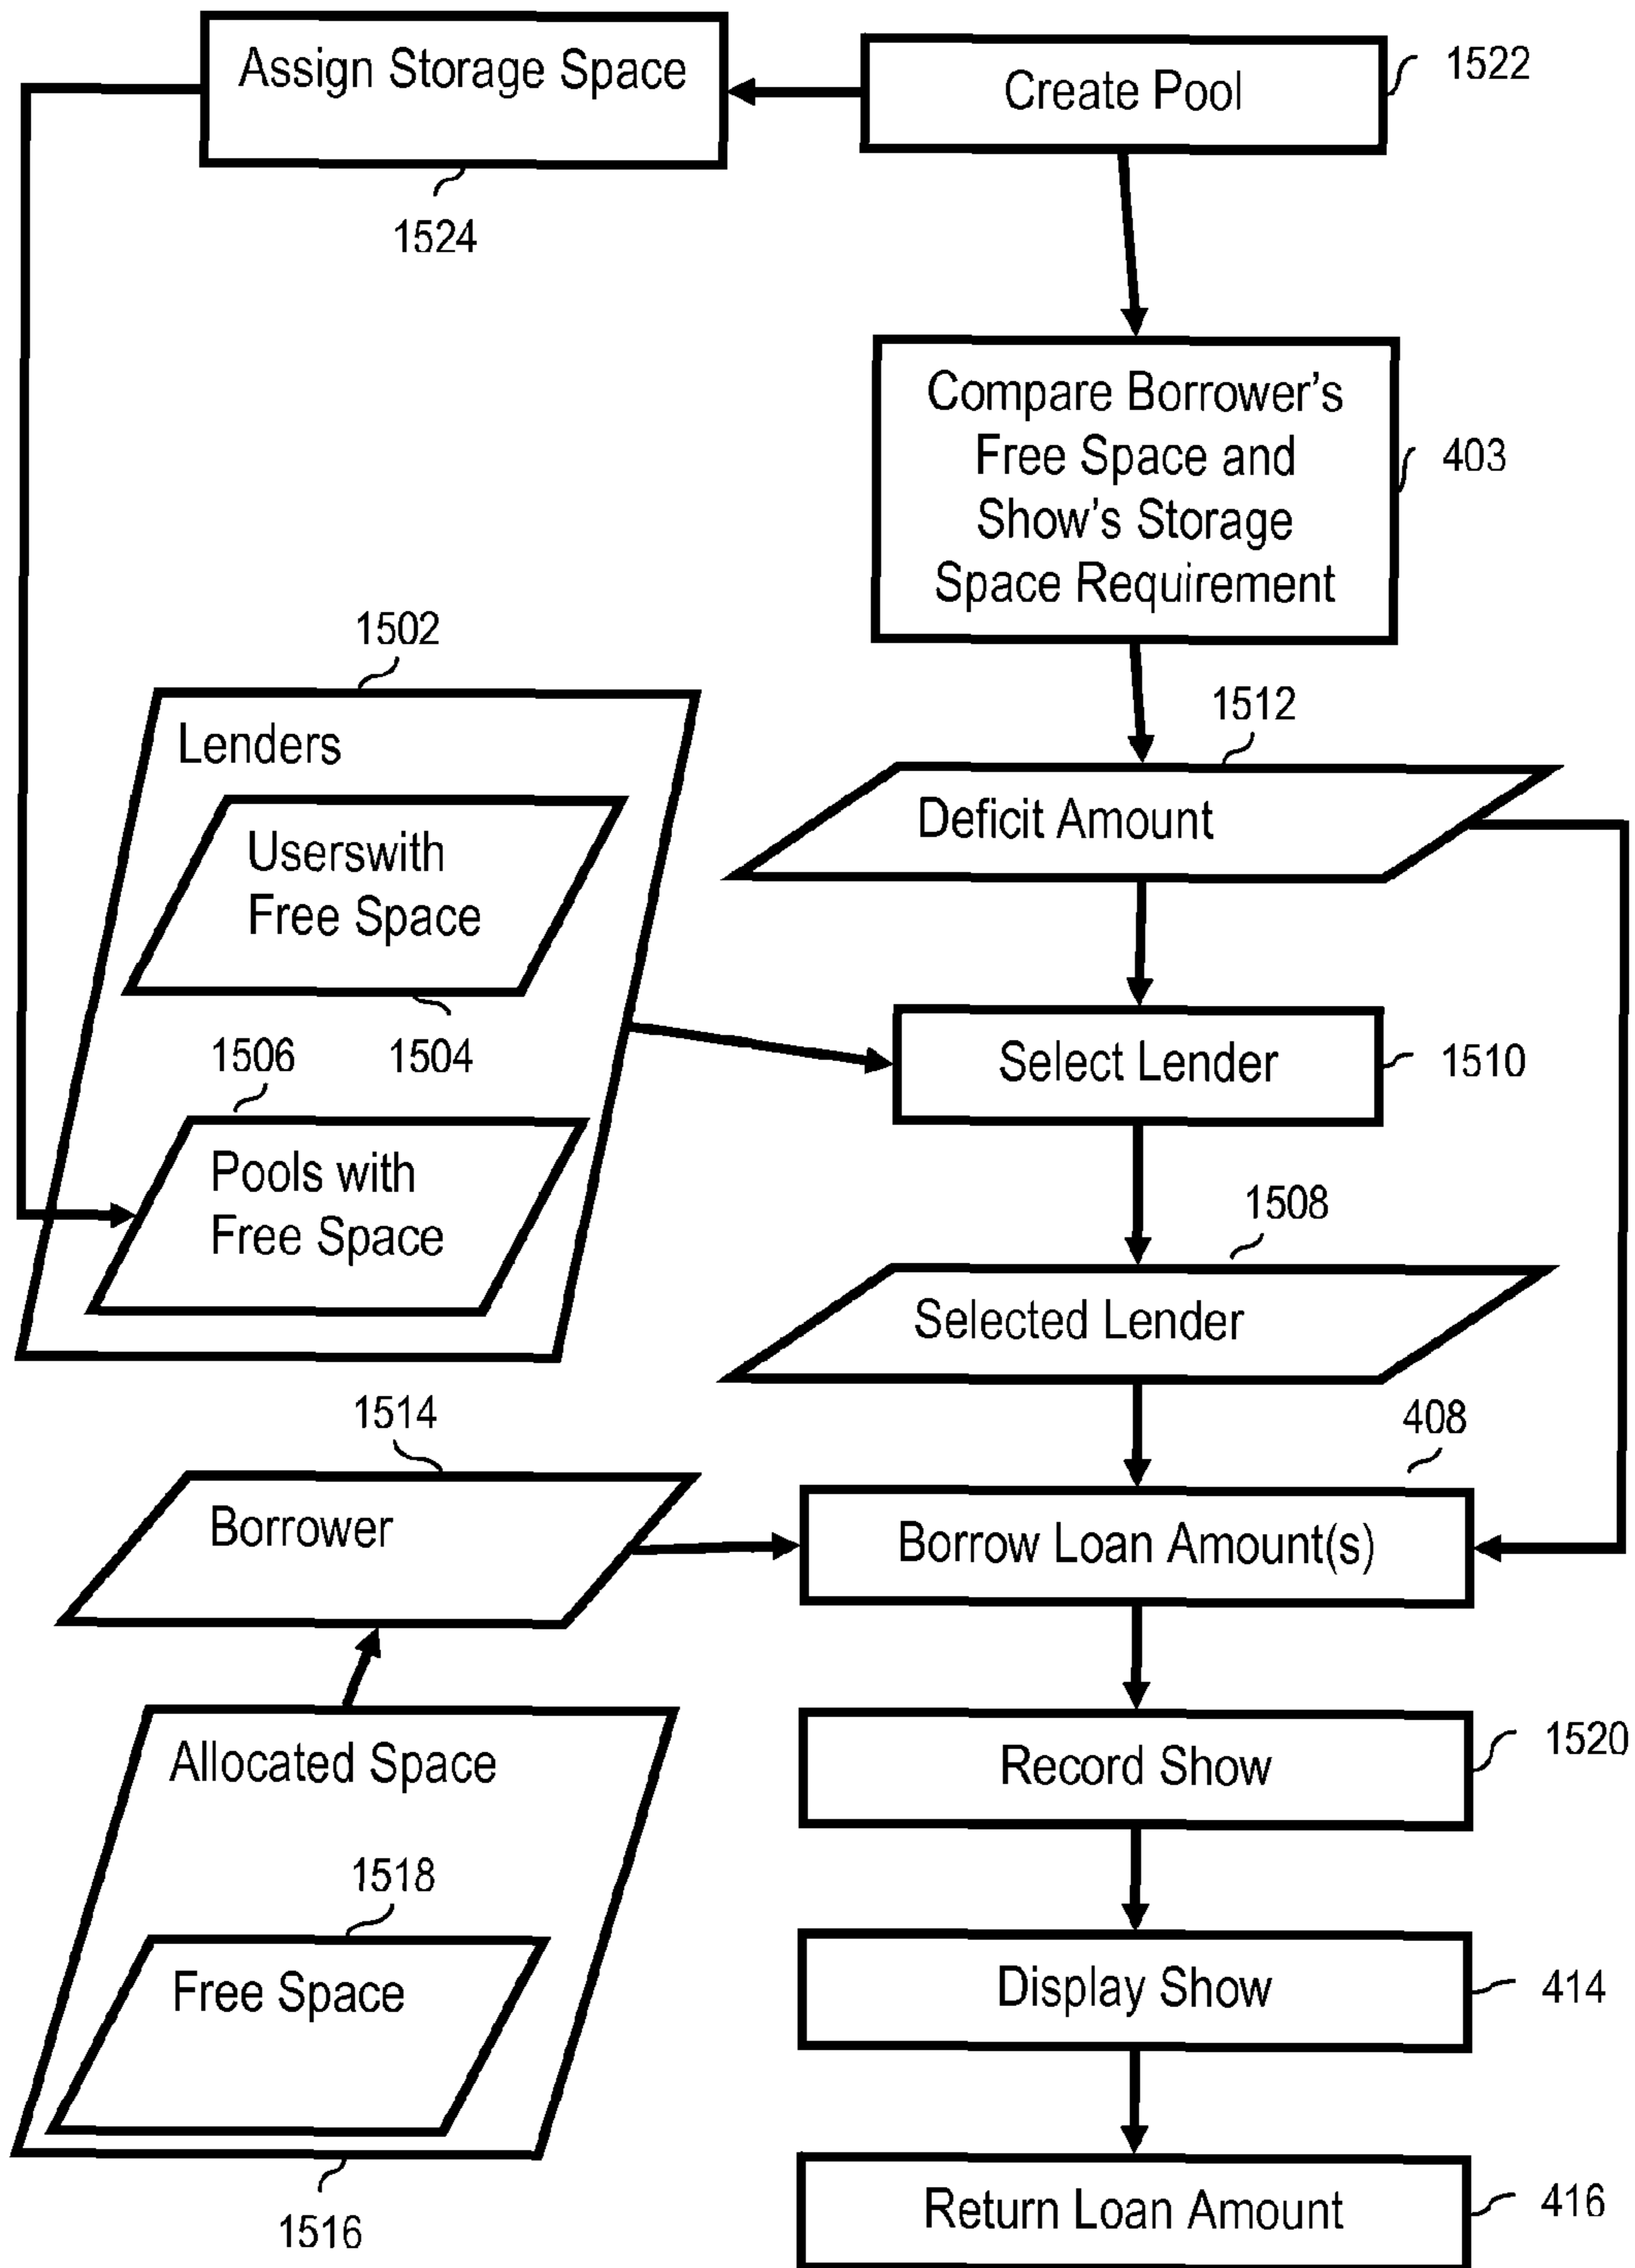 Assign Storage Space
Create Pool
1522
1524
Compare Borrower's
Free Space and
Show's Storage
Space Requirement
403
1502
Lenders
Userswith
Free Space
1504
1506
Pools with
Free Space
1512
Deficit Amount
Select Lender
1510
1508
Selected Lender
1514
Borrower
408
Borrow Loan Amount(s)
Allocated Space
1518
Free Space
1516
Record Show
1520
Display Show
414
Return Loan Amount
416